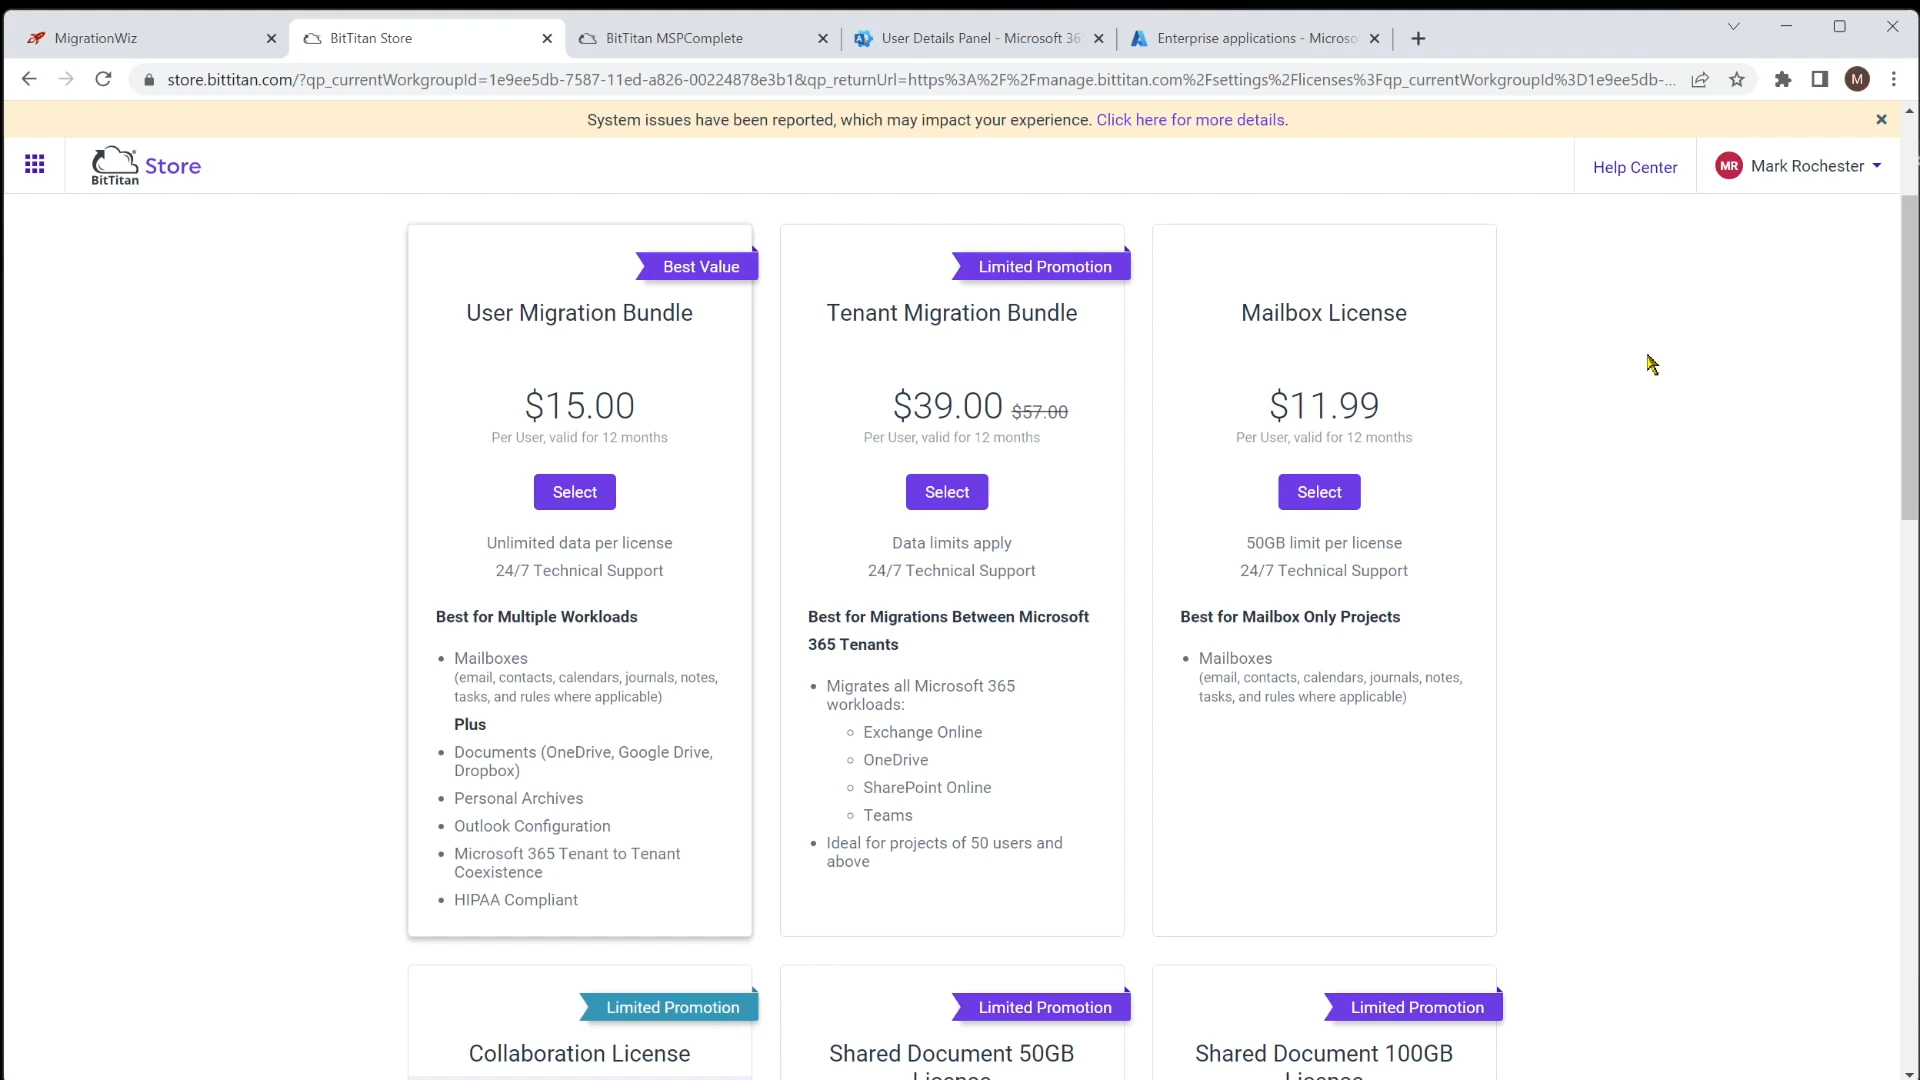 MigrationWiz
BitTitan Store
BitTitan MSPComplete
User Details Panel - Microsoft 36
Enterprise applications - Microso
store.bittitan.com/?qp_currentWorkgroupId=1e9ee5db-7587-11ed-a826-00224878e3b1&qp_returnUrl=https%3A%2F%2Fmanage.bittitan.com%2Fsettings%2Flicenses%3Fqp_currentWorkgroupId%3D1e9ee5db-...
M
System issues have been reported, which may impact your experience. Click here for more details.
BitTitan Store
Help Center
MR Mark Rochester
Best Value
User Migration Bundle
$15.00
Per User, valid for 12 months
Select
Unlimited data per license
24/7 Technical Support
Best for Multiple Workloads
• Mailboxes
(email, contacts, calendars, journals, notes,
tasks, and rules where applicable)
Plus
• Documents (OneDrive, Google Drive,
Dropbox)
• Personal Archives
• Outlook Configuration
• Microsoft 365 Tenant to Tenant
Coexistence
• HIPAA Compliant
Limited Promotion
Tenant Migration Bundle
$39.00 $57.00
Per User, valid for 12 months
Select
Data limits apply
24/7 Technical Support
Best for Migrations Between Microsoft
365 Tenants
• Migrates all Microsoft 365
workloads:
◦ Exchange Online
◦ OneDrive
◦ SharePoint Online
◦ Teams
• Ideal for projects of 50 users and
above
Mailbox License
$11.99
Per User, valid for 12 months
Select
50GB limit per license
24/7 Technical Support
Best for Mailbox Only Projects
• Mailboxes
(email, contacts, calendars, journals, notes,
tasks, and rules where applicable)
Limited Promotion
Collaboration License
Limited Promotion
Shared Document 50GB
License
Limited Promotion
Shared Document 100GB
License